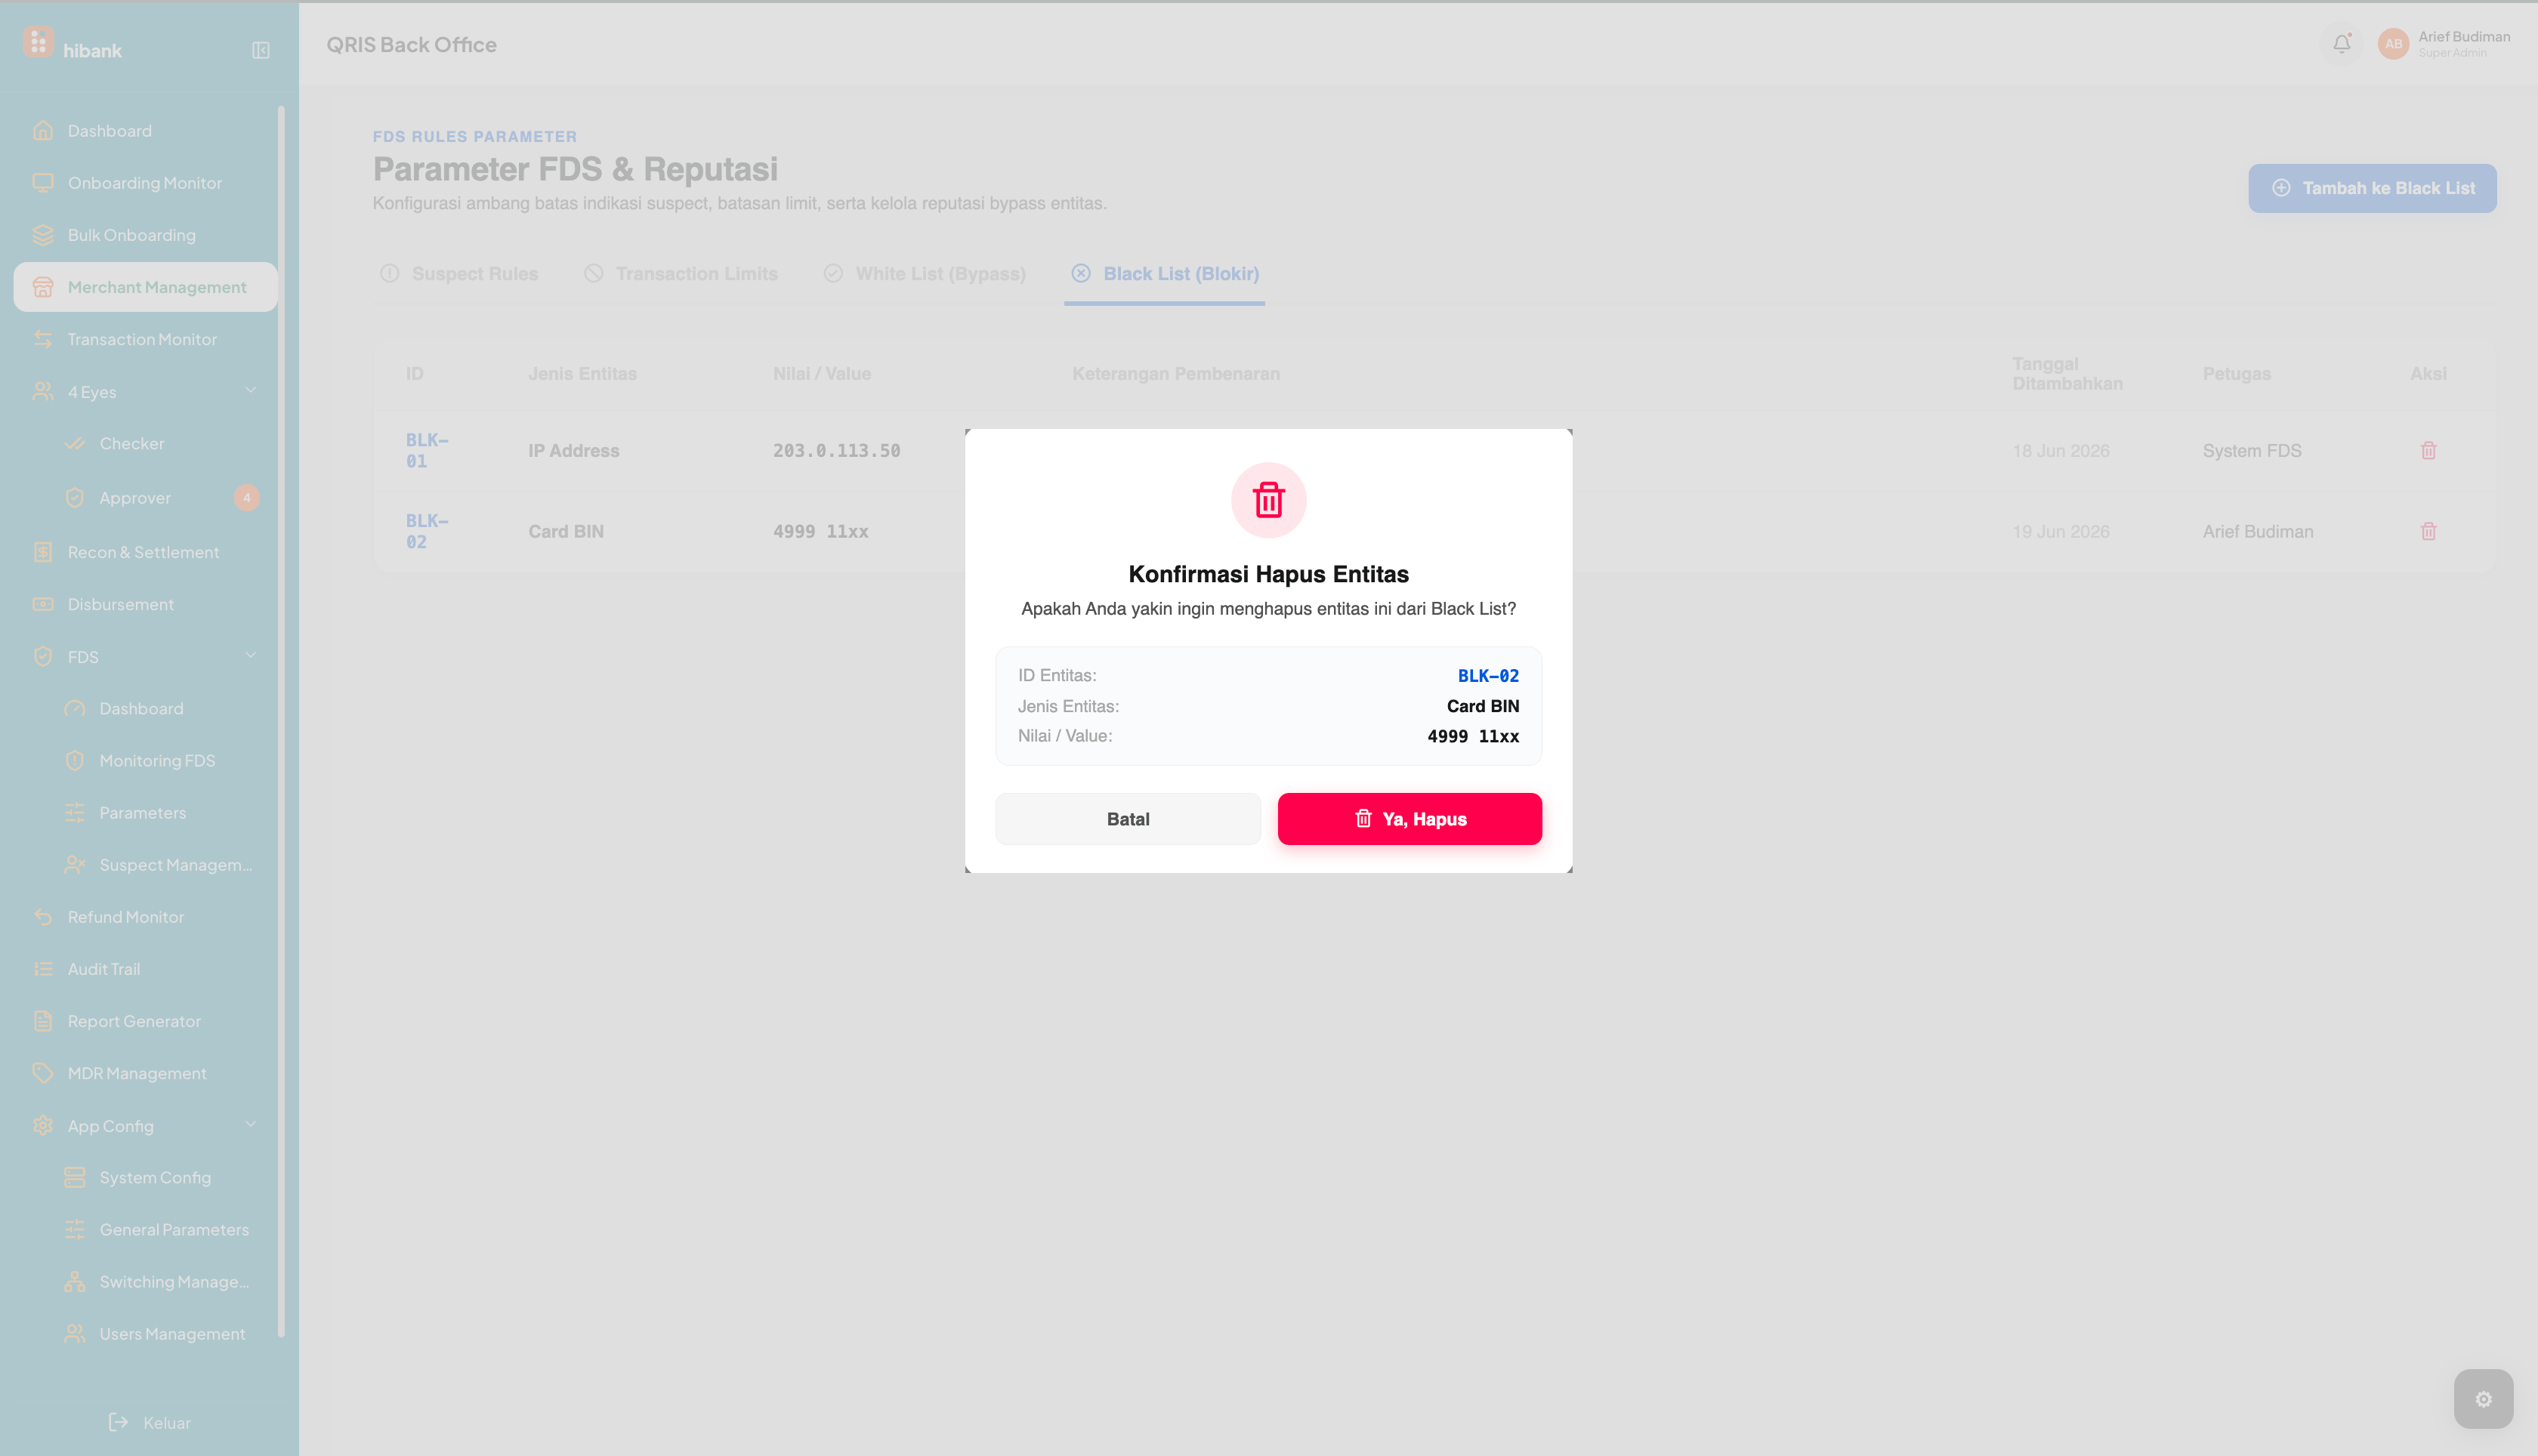 hibank
QRIS Back Office
AB
Arief Budiman
Super Admin
Dashboard
Onboarding Monitor
Bulk Onboarding
Merchant Management
Transaction Monitor
4 Eyes
Checker
Approver
4
Recon & Settlement
Disbursement
FDS
Dashboard
Monitoring FDS
Parameters
Suspect Managem...
Refund Monitor
Audit Trail
Report Generator
MDR Management
App Config
System Config
General Parameters
Switching Manage...
Users Management
Keluar
FDS RULES PARAMETER
Parameter FDS & Reputasi
Konfigurasi ambang batas indikasi suspect, batasan limit, serta kelola reputasi bypass entitas.
Tambah ke Black List
Suspect Rules
Transaction Limits
White List (Bypass)
Black List (Blokir)
ID
Jenis Entitas
Nilai / Value
Keterangan Pembenaran
Tanggal
Ditambahkan
Petugas
Aksi
BLK-
01
IP Address
203.0.113.50
18 Jun 2026
System FDS
BLK-
02
Card BIN
4999 11xx
19 Jun 2026
Arief Budiman
Konfirmasi Hapus Entitas
Apakah Anda yakin ingin menghapus entitas ini dari Black List?
ID Entitas:
BLK-02
Jenis Entitas:
Card BIN
Nilai / Value:
4999 11xx
Batal
Ya, Hapus